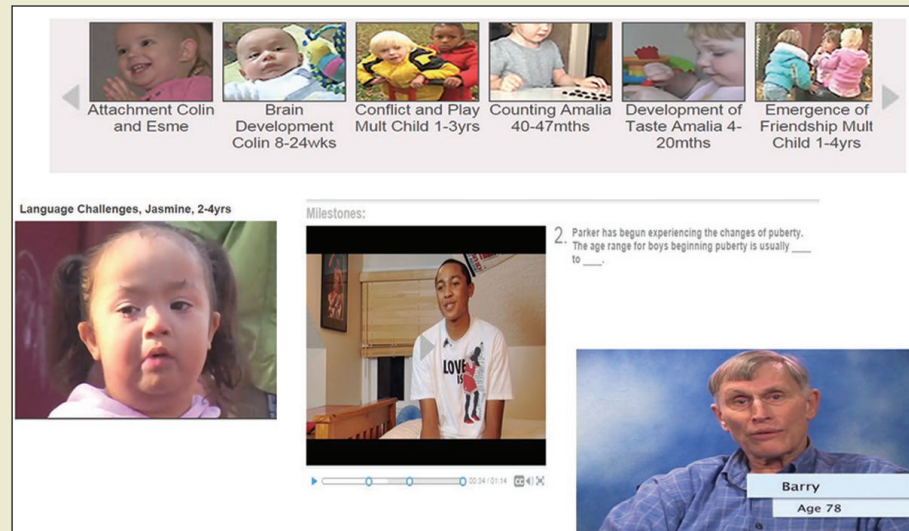 Attachment Colin
and Esme
Brain
Development
Colin 8-24wks
Conflict and Play
Mult Child 1-3yrs
Counting Amalia
40-47mths
Development of
Taste Amalia 4-
20mths
Emergence of
Friendship Mult
Child 1-4yrs
Language Challenges, Jasmine, 2-4yrs
Milestones:
2. Parker has begun experiencing the changes of puberty.
The age range for boys beginning puberty is usually ____
to ____.
LOVE
IS
00:34 / 01:14 CC
Barry
Age 78